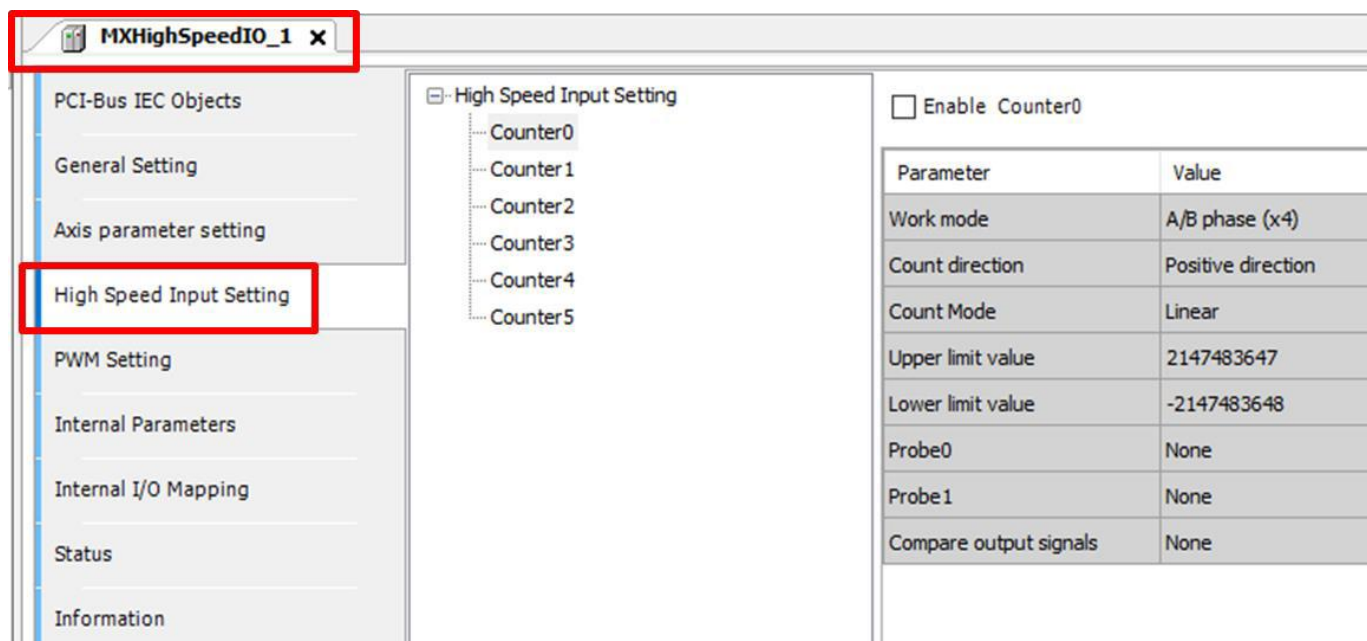 MXHighSpeedIO_1
PCI-Bus IEC Objects
General Setting
Axis parameter setting
High Speed Input Setting
PWM Setting
Internal Parameters
Internal I/O Mapping
Status
Information
High Speed Input Setting
Counter0
Counter1
Counter2
Counter3
Counter4
Counter5
Enable Counter0
Parameter Value
Work mode A/B phase (x4)
Count direction Positive direction
Count Mode Linear
Upper limit value 2147483647
Lower limit value -2147483648
Probe0 None
Probe1 None
Compare output signals None